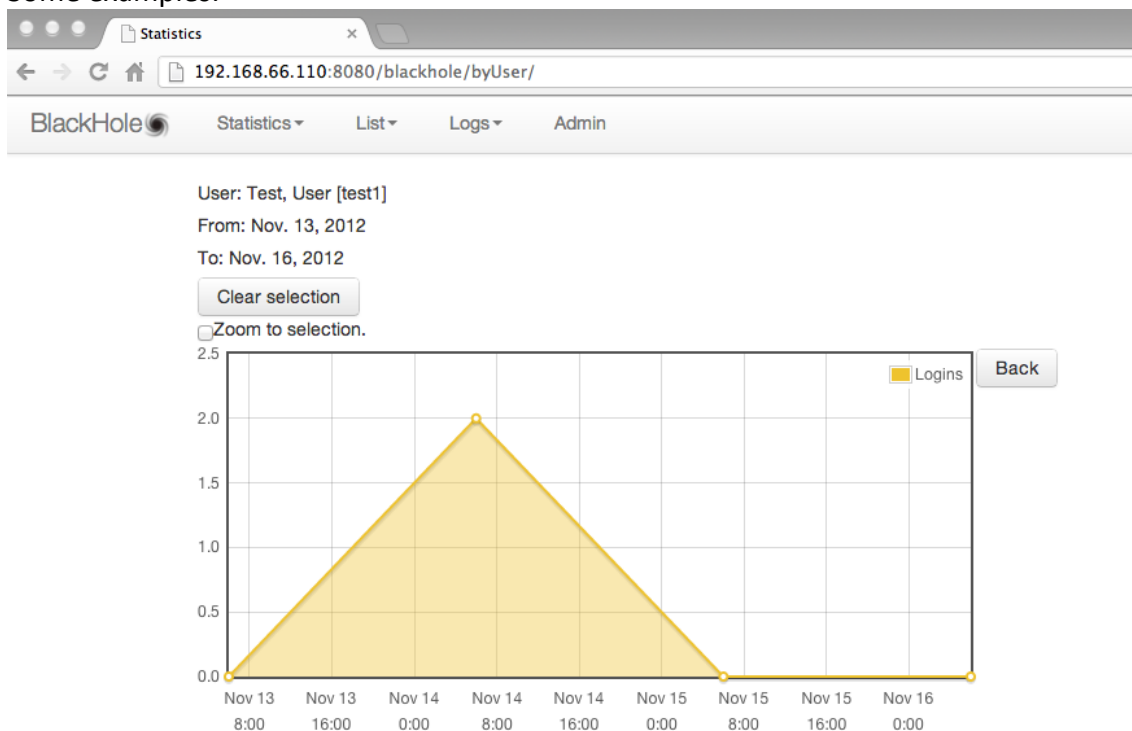 Some examples:
Statistics
192.168.66.110:8080/blackhole/byUser/
BlackHole Statistics List Logs Admin
User: Test, User [test1]
From: Nov. 13, 2012
To: Nov. 16, 2012
Clear selection
Zoom to selection.
2.5
Logins
Back
2.0
1.5
1.0
0.5
0.0
Nov 13 Nov 13 Nov 14 Nov 14 Nov 14 Nov 15 Nov 15 Nov 15 Nov 16
8:00 16:00 0:00 8:00 16:00 0:00 8:00 16:00 0:00